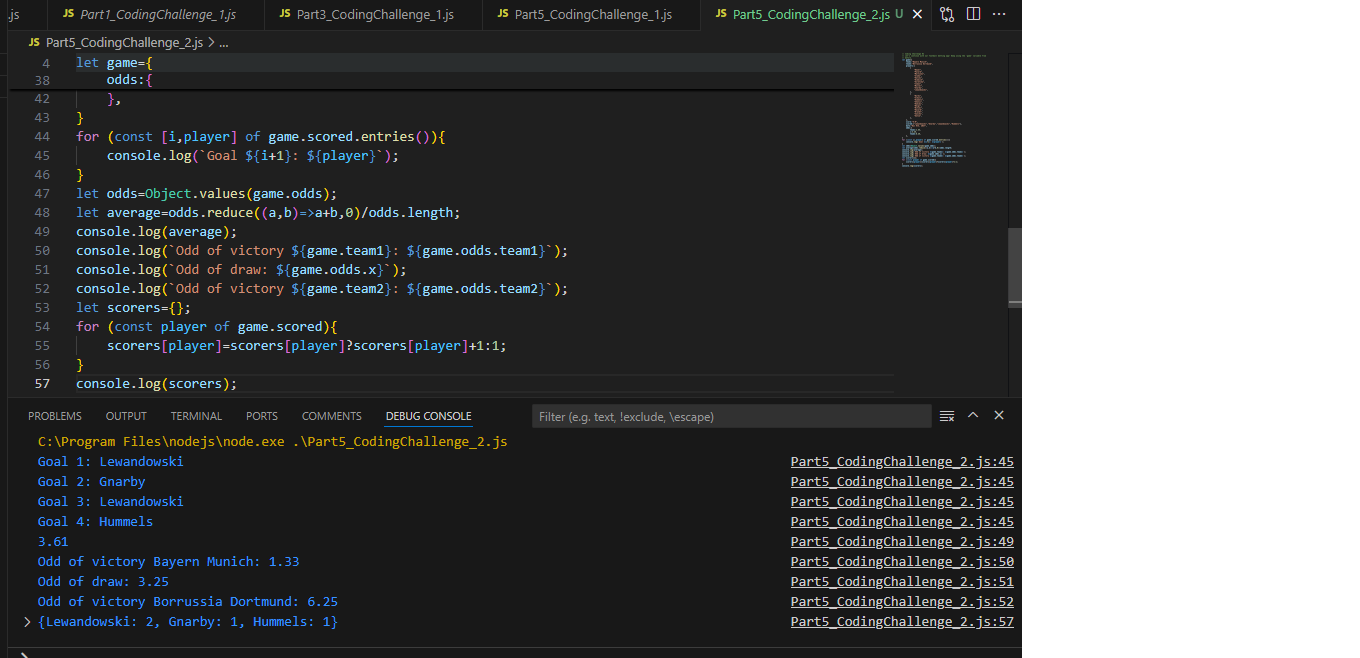 .js JS Part1_CodingChallenge_1.js JS Part3_CodingChallenge_1.js JS Part5_CodingChallenge_1.js JS Part5_CodingChallenge_2.js U
JS Part5_CodingChallenge_2.js > ...
4 let game={
38 odds:{
42 },
43 }
44 for (const [i,player] of game.scored.entries()){
45 console.log(`Goal ${i+1}: ${player}`);
46 }
47 let odds=Object.values(game.odds);
48 let average=odds.reduce((a,b)=>a+b,0)/odds.length;
49 console.log(average);
50 console.log(`Odd of victory ${game.team1}: ${game.odds.team1}`);
51 console.log(`Odd of draw: ${game.odds.x}`);
52 console.log(`Odd of victory ${game.team2}: ${game.odds.team2}`);
53 let scorers={};
54 for (const player of game.scored){
55 scorers[player]=scorers[player]?scorers[player]+1:1;
56 }
57 console.log(scorers);
PROBLEMS OUTPUT TERMINAL PORTS COMMENTS DEBUG CONSOLE Filter (e.g. text, !exclude, \escape)
C:\Program Files\nodejs\node.exe .\Part5_CodingChallenge_2.js
Goal 1: Lewandowski Part5_CodingChallenge_2.js:45
Goal 2: Gnarby Part5_CodingChallenge_2.js:45
Goal 3: Lewandowski Part5_CodingChallenge_2.js:45
Goal 4: Hummels Part5_CodingChallenge_2.js:45
3.61 Part5_CodingChallenge_2.js:49
Odd of victory Bayern Munich: 1.33 Part5_CodingChallenge_2.js:50
Odd of draw: 3.25 Part5_CodingChallenge_2.js:51
Odd of victory Borrussia Dortmund: 6.25 Part5_CodingChallenge_2.js:52
> {Lewandowski: 2, Gnarby: 1, Hummels: 1} Part5_CodingChallenge_2.js:57